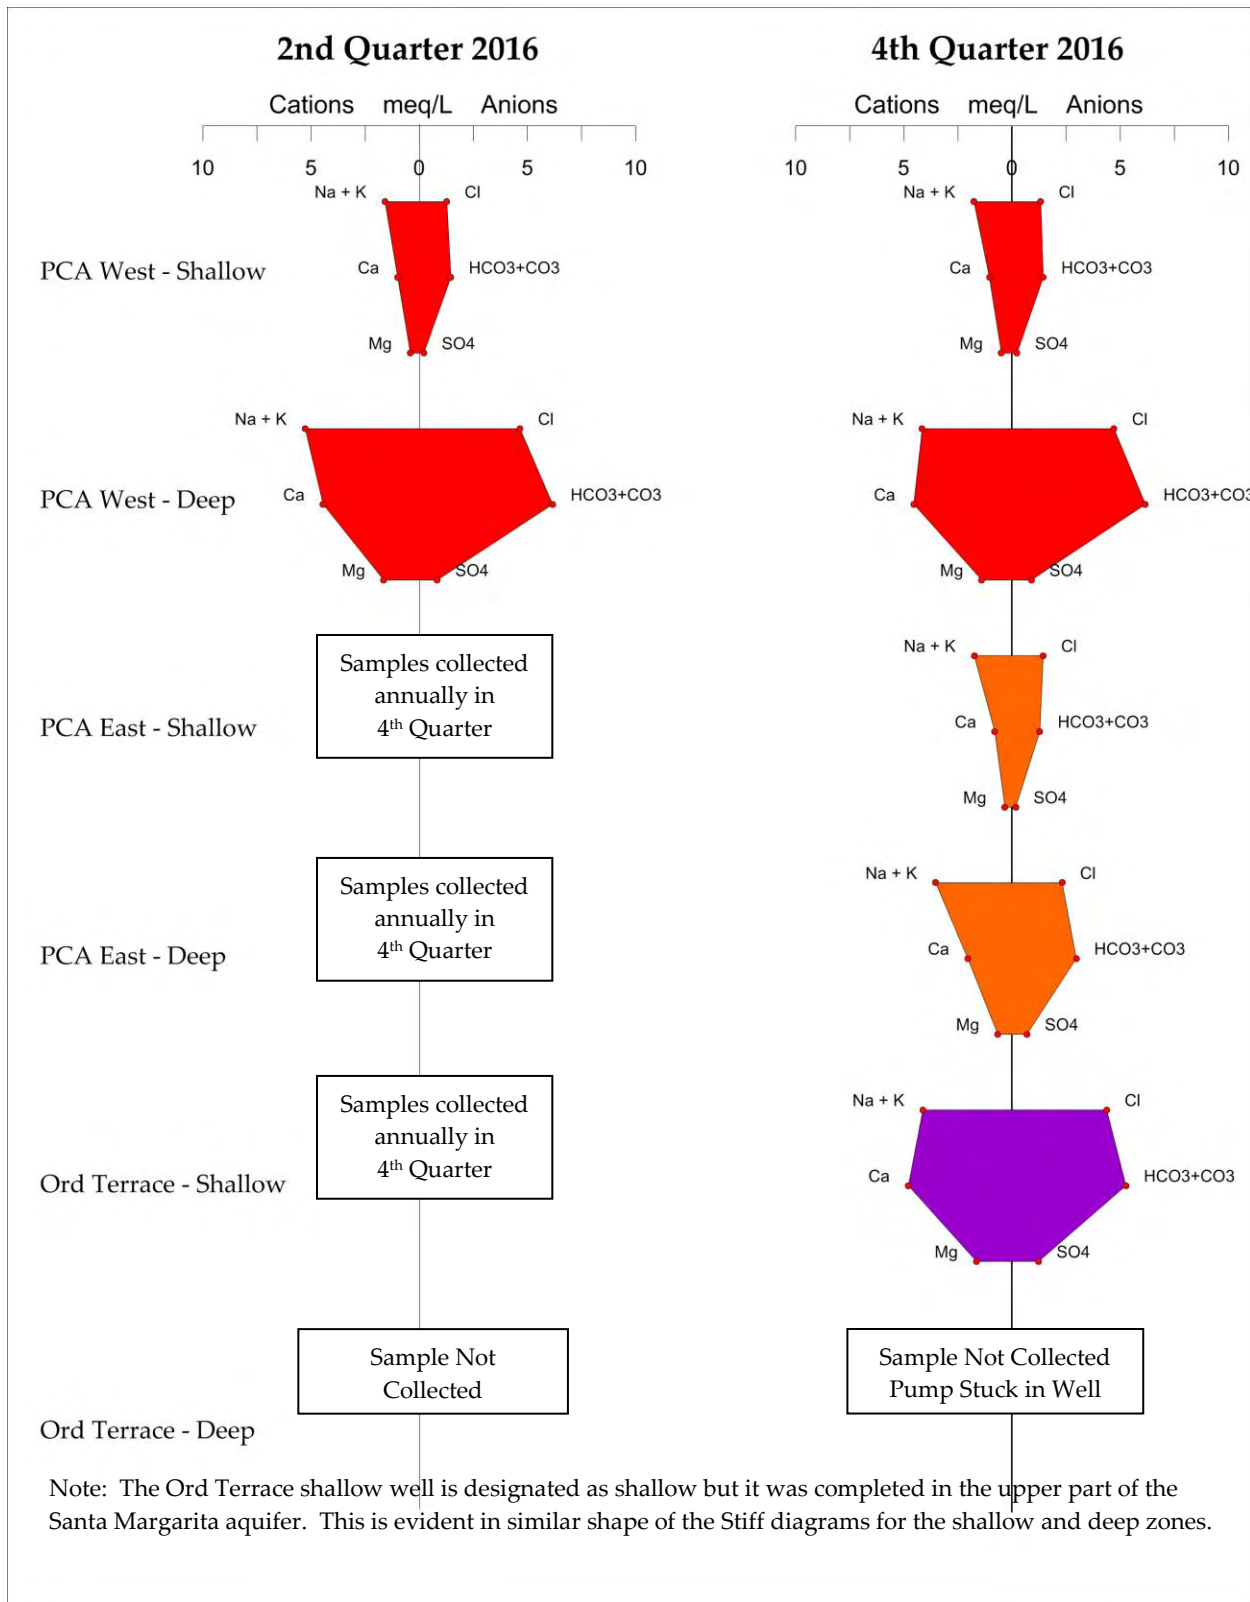 2nd Quarter 2016
4th Quarter 2016
Cations meq/L Anions
Cations meq/L Anions
10 5 0 5 10
10 5 0 5 10
Na + K Cl
Na + K Cl
PCA West - Shallow
Ca HCO3+CO3
Ca HCO3+CO3
Mg SO4
Mg SO4
Na + K Cl
Na + K Cl
PCA West - Deep
Ca HCO3+CO3
Ca HCO3+CO3
Mg SO4
Mg SO4
Samples collected
annually in
4th Quarter
Na + K Cl
PCA East - Shallow
Ca HCO3+CO3
Mg SO4
Samples collected
annually in
4th Quarter
Na + K Cl
PCA East - Deep
Ca HCO3+CO3
Mg SO4
Samples collected
annually in
4th Quarter
Na + K Cl
Ord Terrace - Shallow
Ca HCO3+CO3
Mg SO4
Sample Not
Collected
Sample Not Collected
Pump Stuck in Well
Ord Terrace - Deep
Note: The Ord Terrace shallow well is designated as shallow but it was completed in the upper part of the
Santa Margarita aquifer. This is evident in similar shape of the Stiff diagrams for the shallow and deep zones.